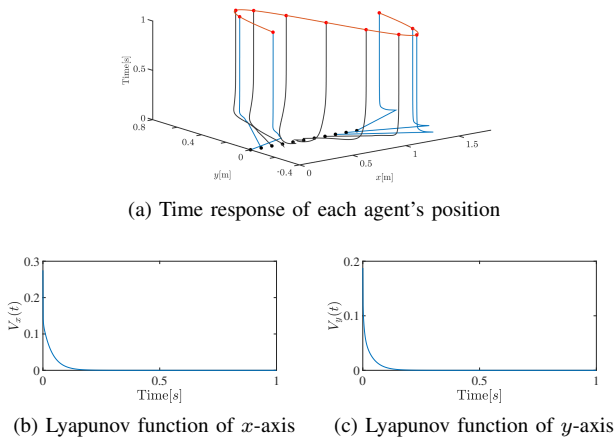 1
0.5
0
Time[s]
0.8
0.4
0
-0.4
y[m]
0
0.5
1
1.5
x[m]
(a) Time response of each agent's position
0.3
0.2
0.1
0
V_x(t)
0
0.5
1
Time[s]
0.2
0.1
0
V_y(t)
0
0.5
1
Time[s]
(b) Lyapunov function of x-axis
(c) Lyapunov function of y-axis